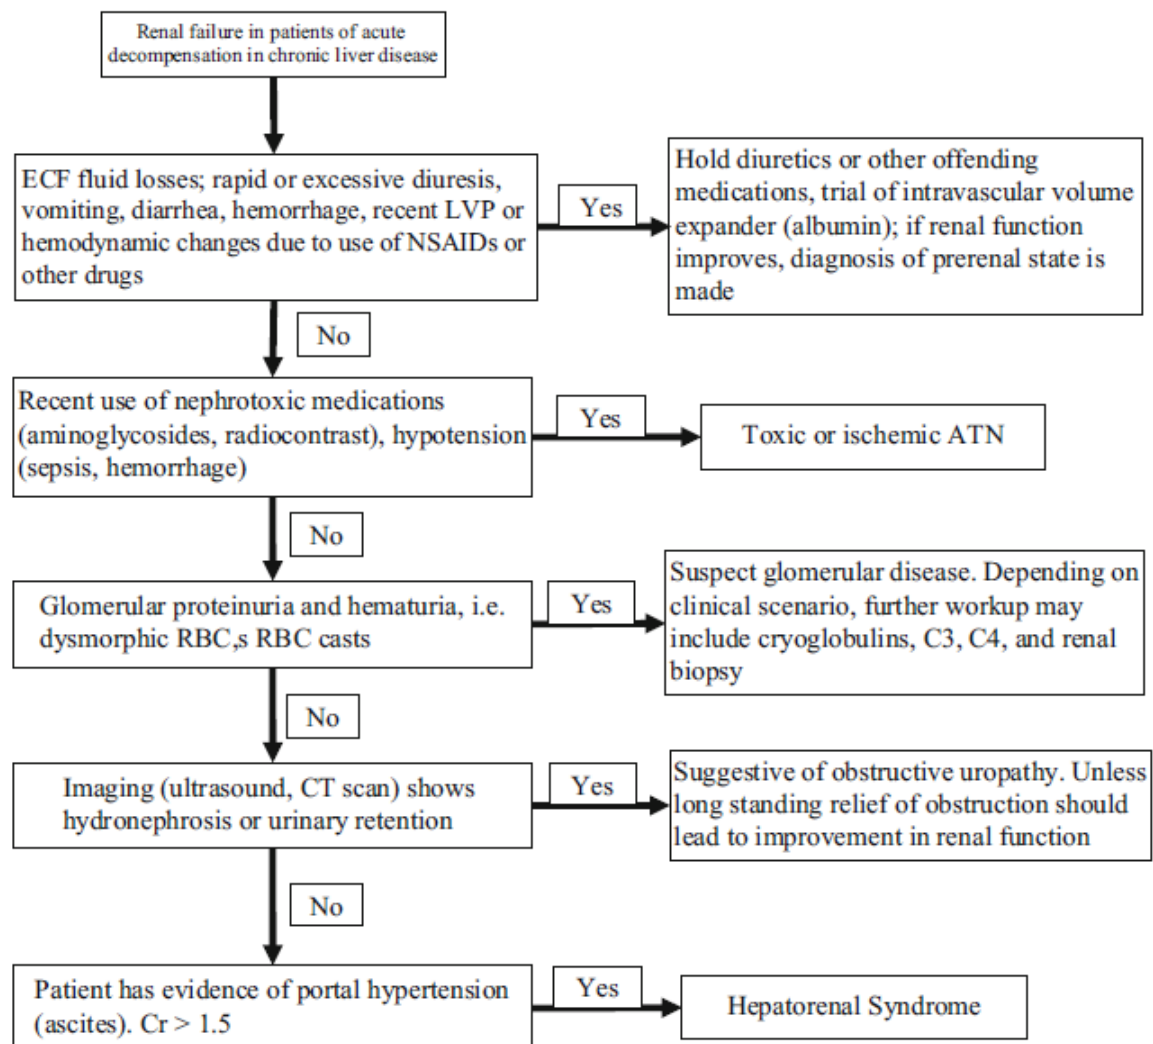 Renal failure in patients of acute
decompensation in chronic liver disease
ECF fluid losses; rapid or excessive diuresis,
vomiting, diarrhea, hemorrhage, recent LVP or
hemodynamic changes due to use of NSAIDs or
other drugs
Yes
Hold diuretics or other offending
medications, trial of intravascular volume
expander (albumin); if renal function
improves, diagnosis of prerenal state is
made
No
Recent use of nephrotoxic medications
(aminoglycosides, radiocontrast), hypotension
(sepsis, hemorrhage)
Yes
Toxic or ischemic ATN
No
Glomerular proteinuria and hematuria, i.e.
dysmorphic RBC,s RBC casts
Yes
Suspect glomerular disease. Depending on
clinical scenario, further workup may
include cryoglobulins, C3, C4, and renal
biopsy
No
Imaging (ultrasound, CT scan) shows
hydronephrosis or urinary retention
Yes
Suggestive of obstructive uropathy. Unless
long standing relief of obstruction should
lead to improvement in renal function
No
Patient has evidence of portal hypertension
(ascites). Cr > 1.5
Yes
Hepatorenal Syndrome